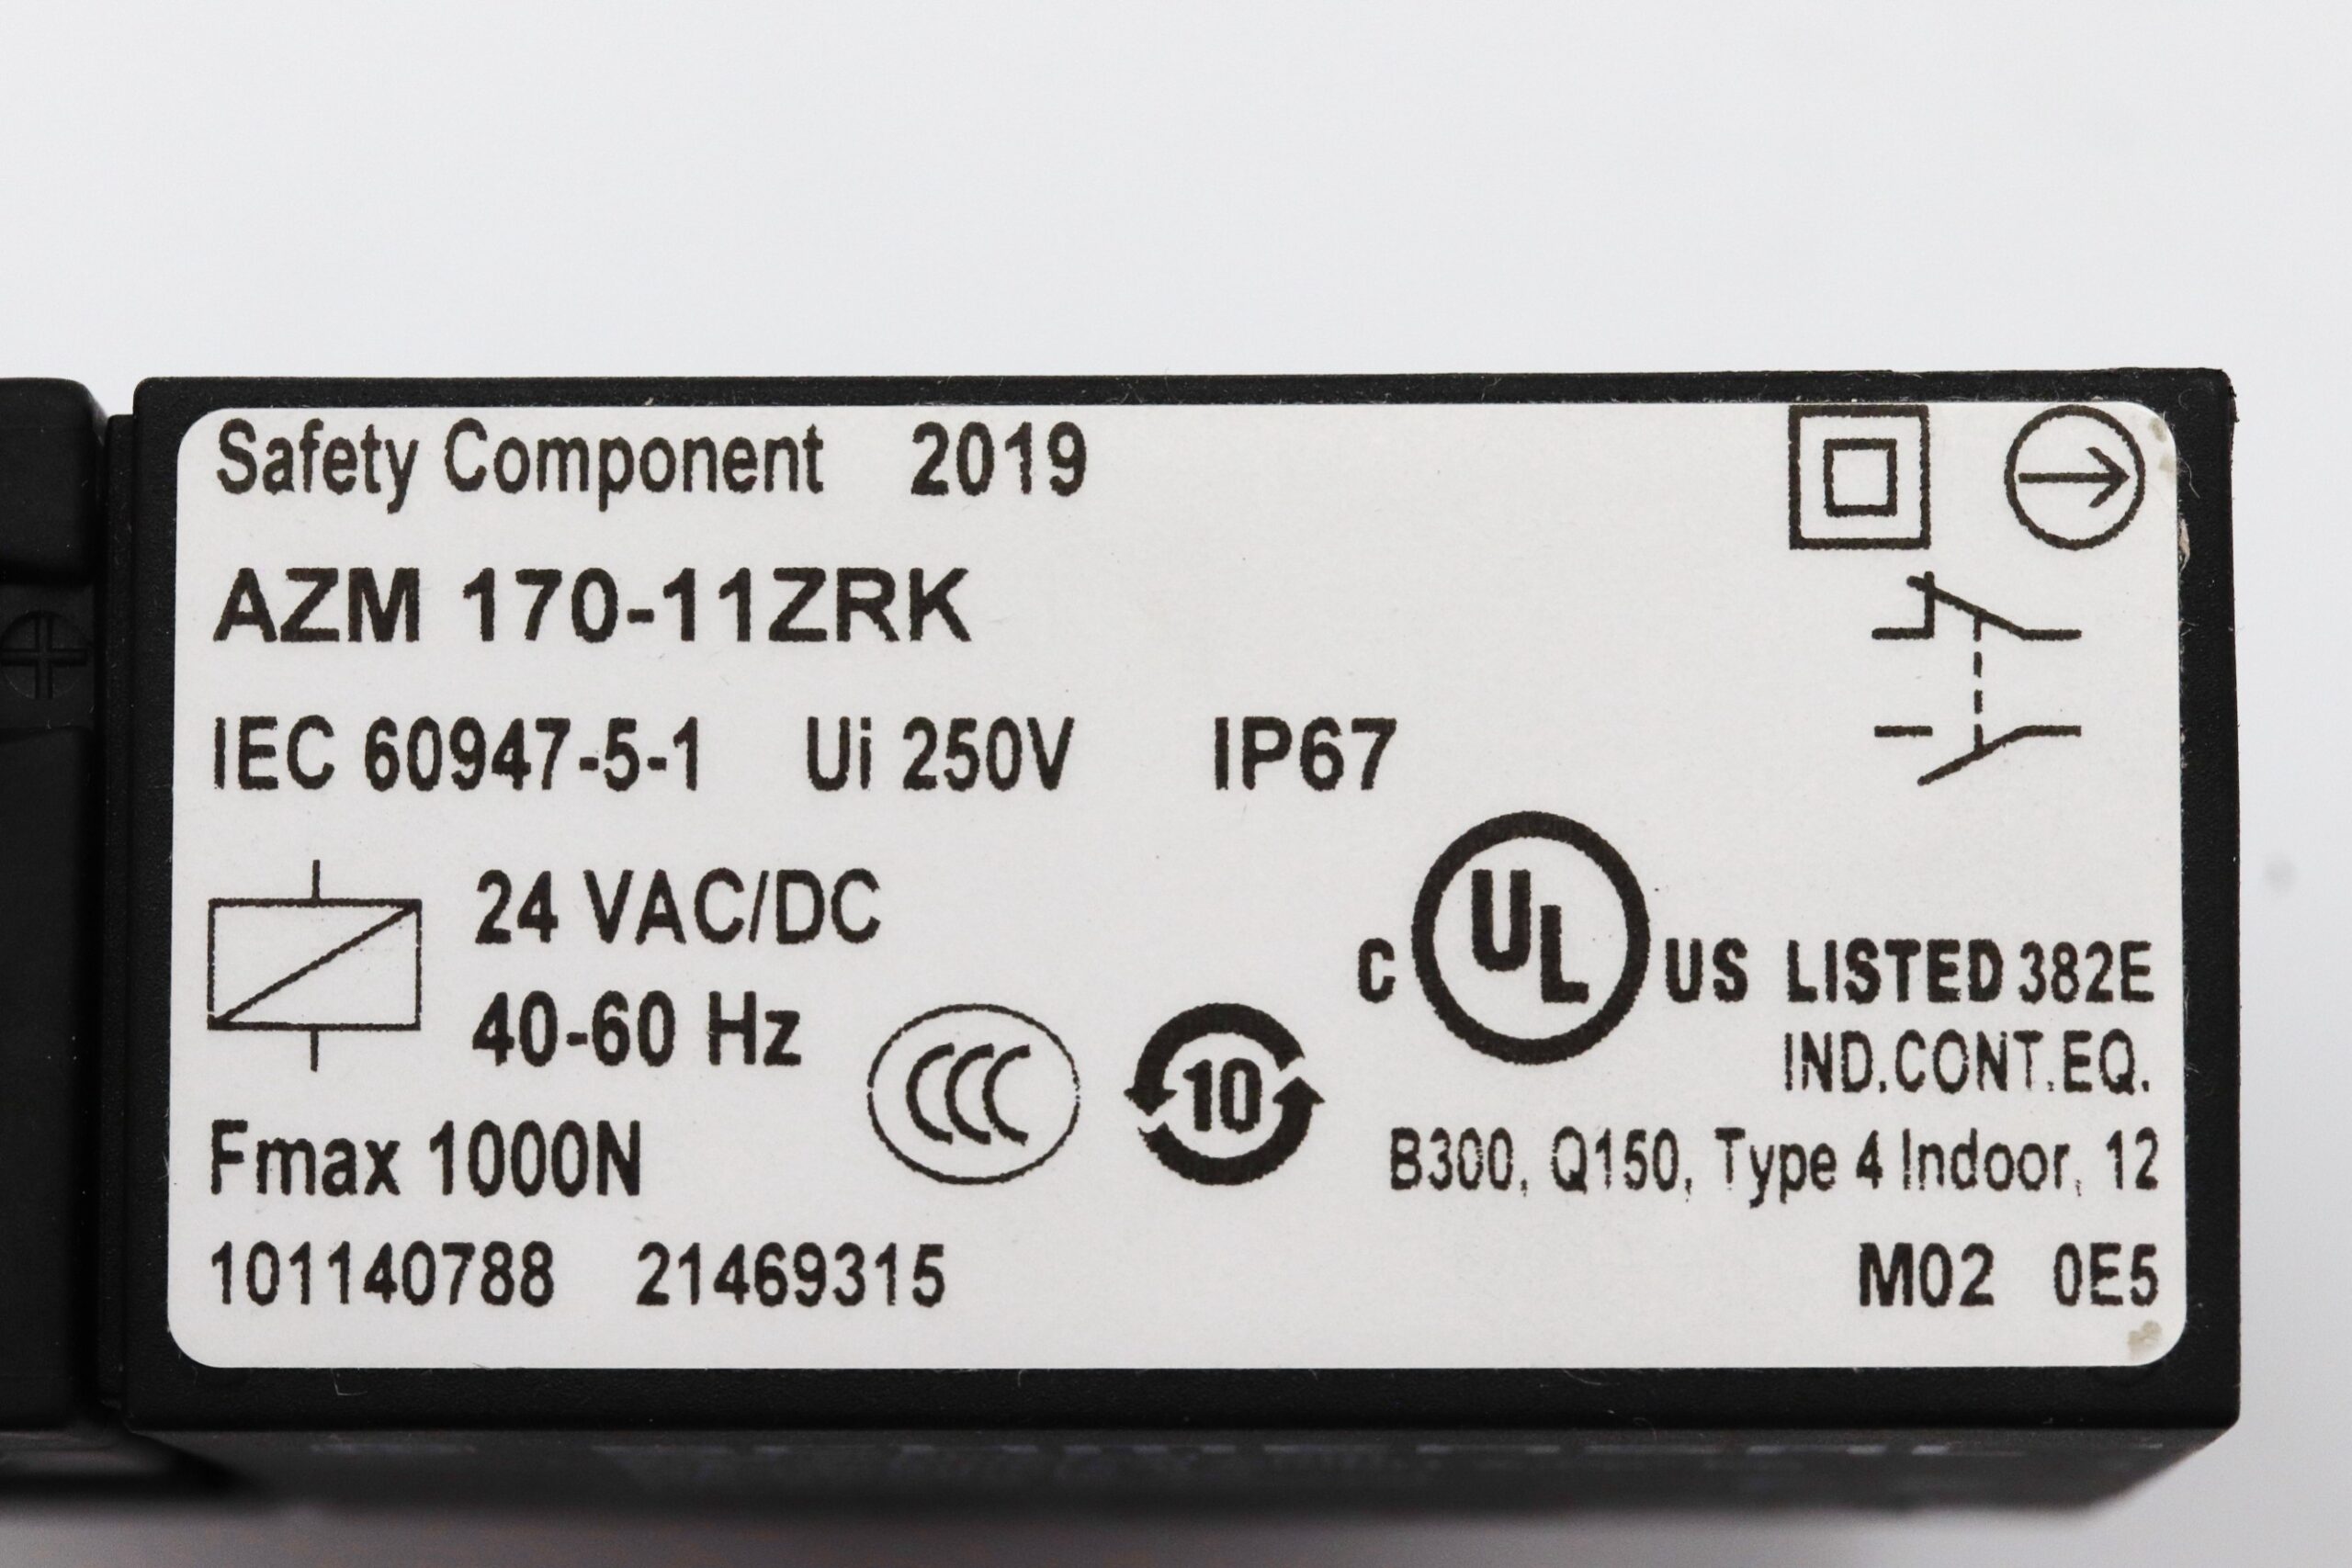 Safety Component 2019
AZM 170-11ZRK
IEC 60947-5-1 Ui 250V IP67
24 VAC/DC
40-60 Hz
C UL US LISTED 382E
IND.CONT.EQ.
CCC
10
Fmax 1000N
B300, Q150, Type 4 Indoor, 12
101140788 21469315
M02 0E5